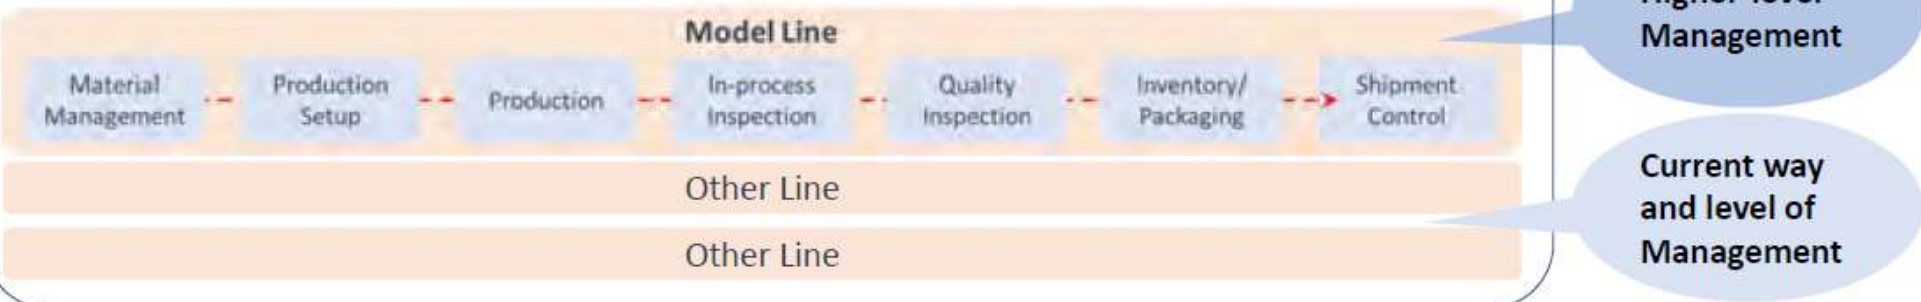 Management
Model Line
Material
Management
Production
Setup
Production
In-process
Inspection
Quality
Inspection
Inventory/
Packaging
Shipment
Control
Other Line
Other Line
Current way
and level of
Management